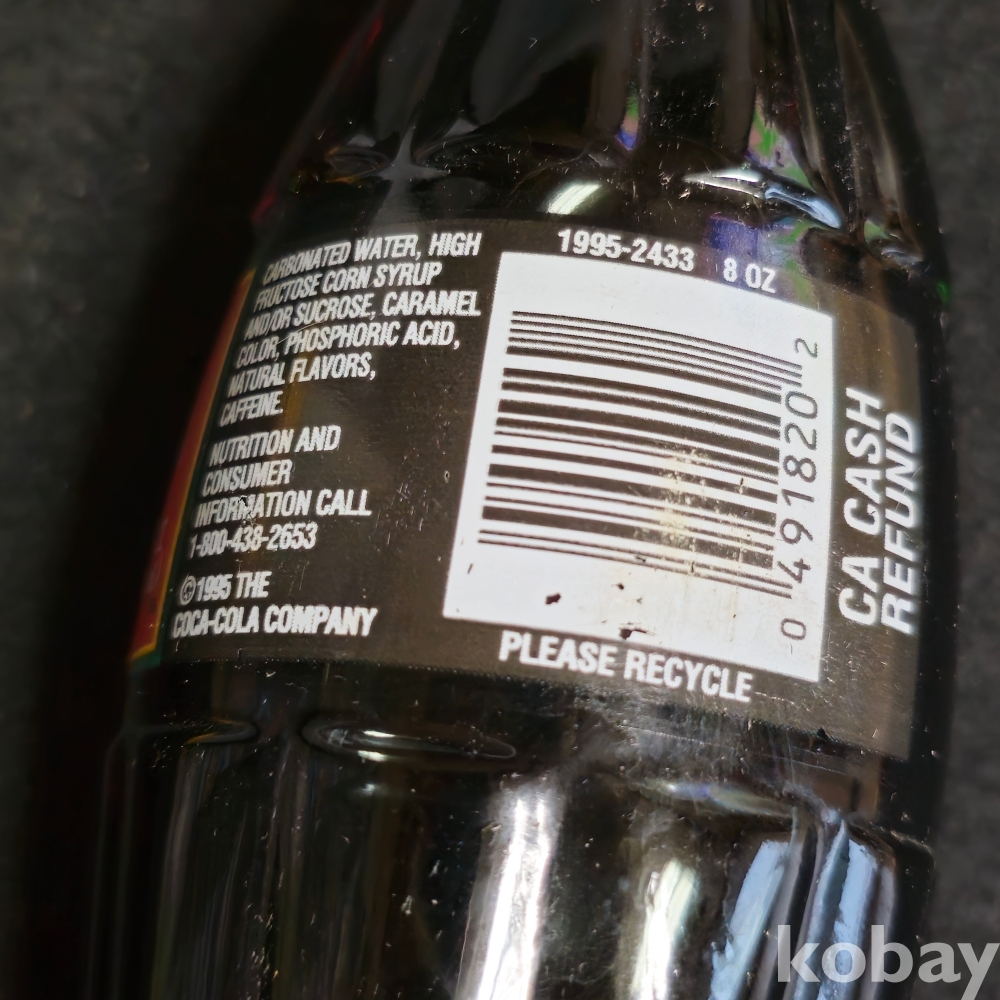 CARBONATED WATER, HIGH
FRUCTOSE CORN SYRUP
AND/OR SUCROSE, CARAMEL
COLOR, PHOSPHORIC ACID,
NATURAL FLAVORS,
CAFFEINE.
NUTRITION AND
CONSUMER
INFORMATION CALL
1-800-438-2653
©1995 THE
COCA-COLA COMPANY
1995-2433 8 OZ
0 491820 2
PLEASE RECYCLE
CA CASH
REFUND
kobay